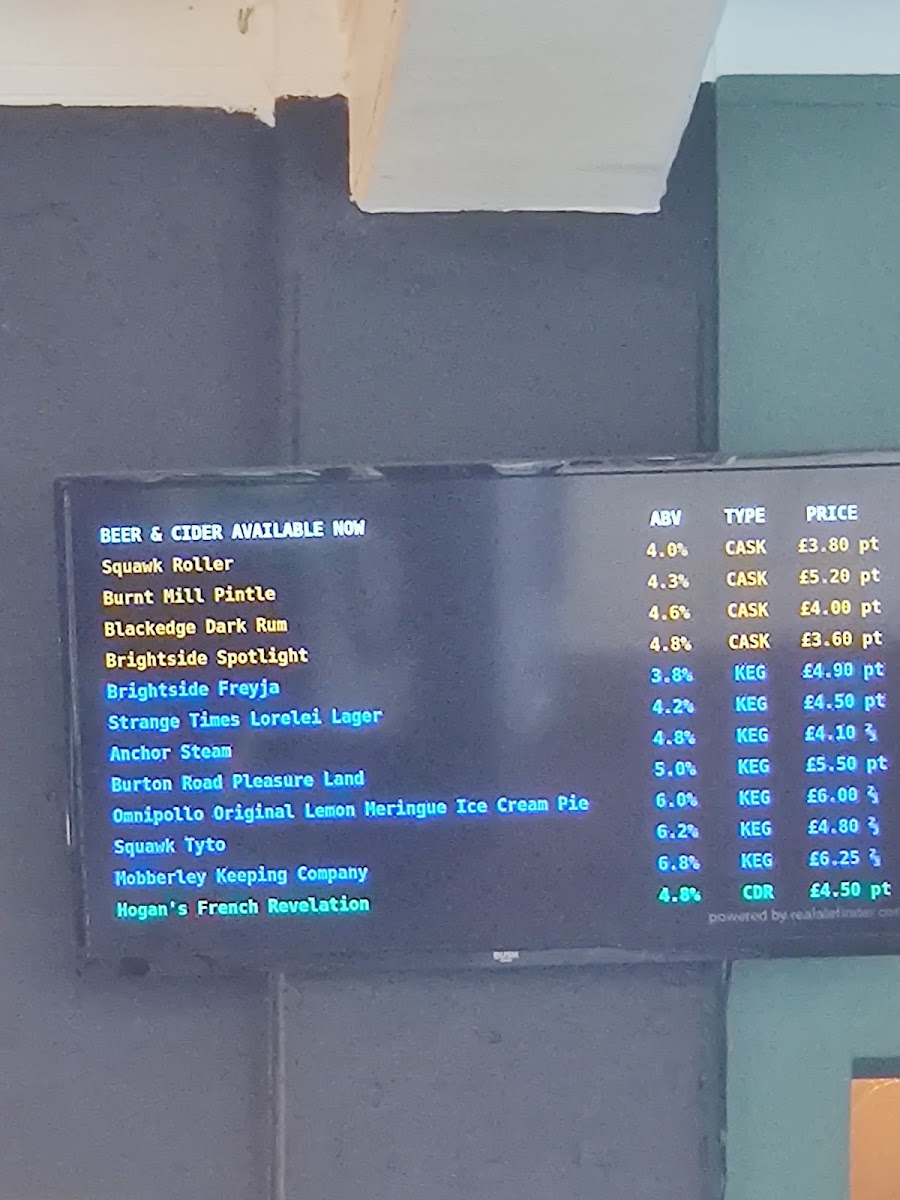 BEER & CIDER AVAILABLE NOW ABV TYPE PRICE
Squawk Roller 4.0% CASK £3.80 pt
Burnt Mill Pintle 4.3% CASK £5.20 pt
Blackedge Dark Rum 4.6% CASK £4.00 pt
Brightside Spotlight 4.8% CASK £3.60 pt
Brightside Freyja 3.8% KEG £4.90 pt
Strange Times Lorelei Lager 4.2% KEG £4.50 pt
Anchor Steam 4.8% KEG £4.10 ⅔
Burton Road Pleasure Land 5.0% KEG £5.50 pt
Omnipollo Original Lemon Meringue Ice Cream Pie 6.0% KEG £6.00 ⅔
Squawk Tyto 6.2% KEG £4.80 ⅔
Mobberley Keeping Company 6.8% KEG £6.25 ⅔
Hogan's French Revelation 4.8% CDR £4.50 pt
powered by realalefinder.com
BUSH